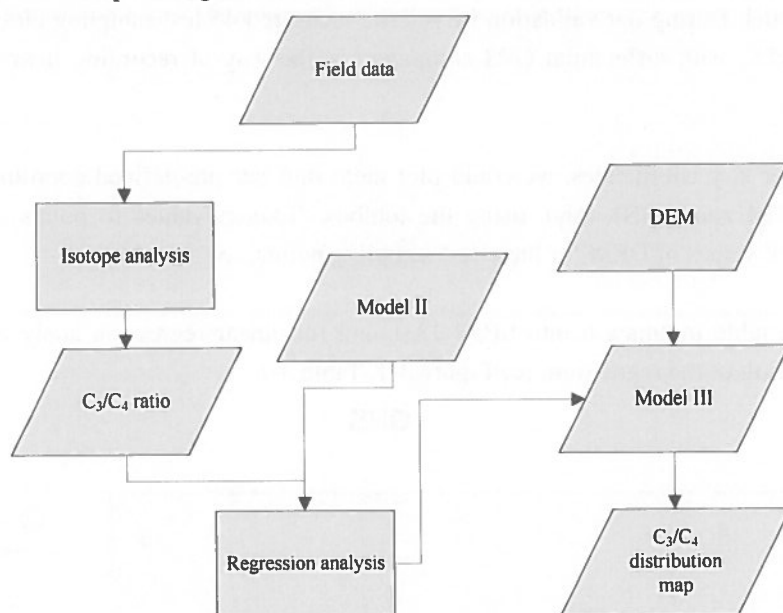 Field data
DEM
Isotope analysis
Model II
C₃/C₄ ratio
Model III
Regression analysis
C₃/C₄
distribution
map